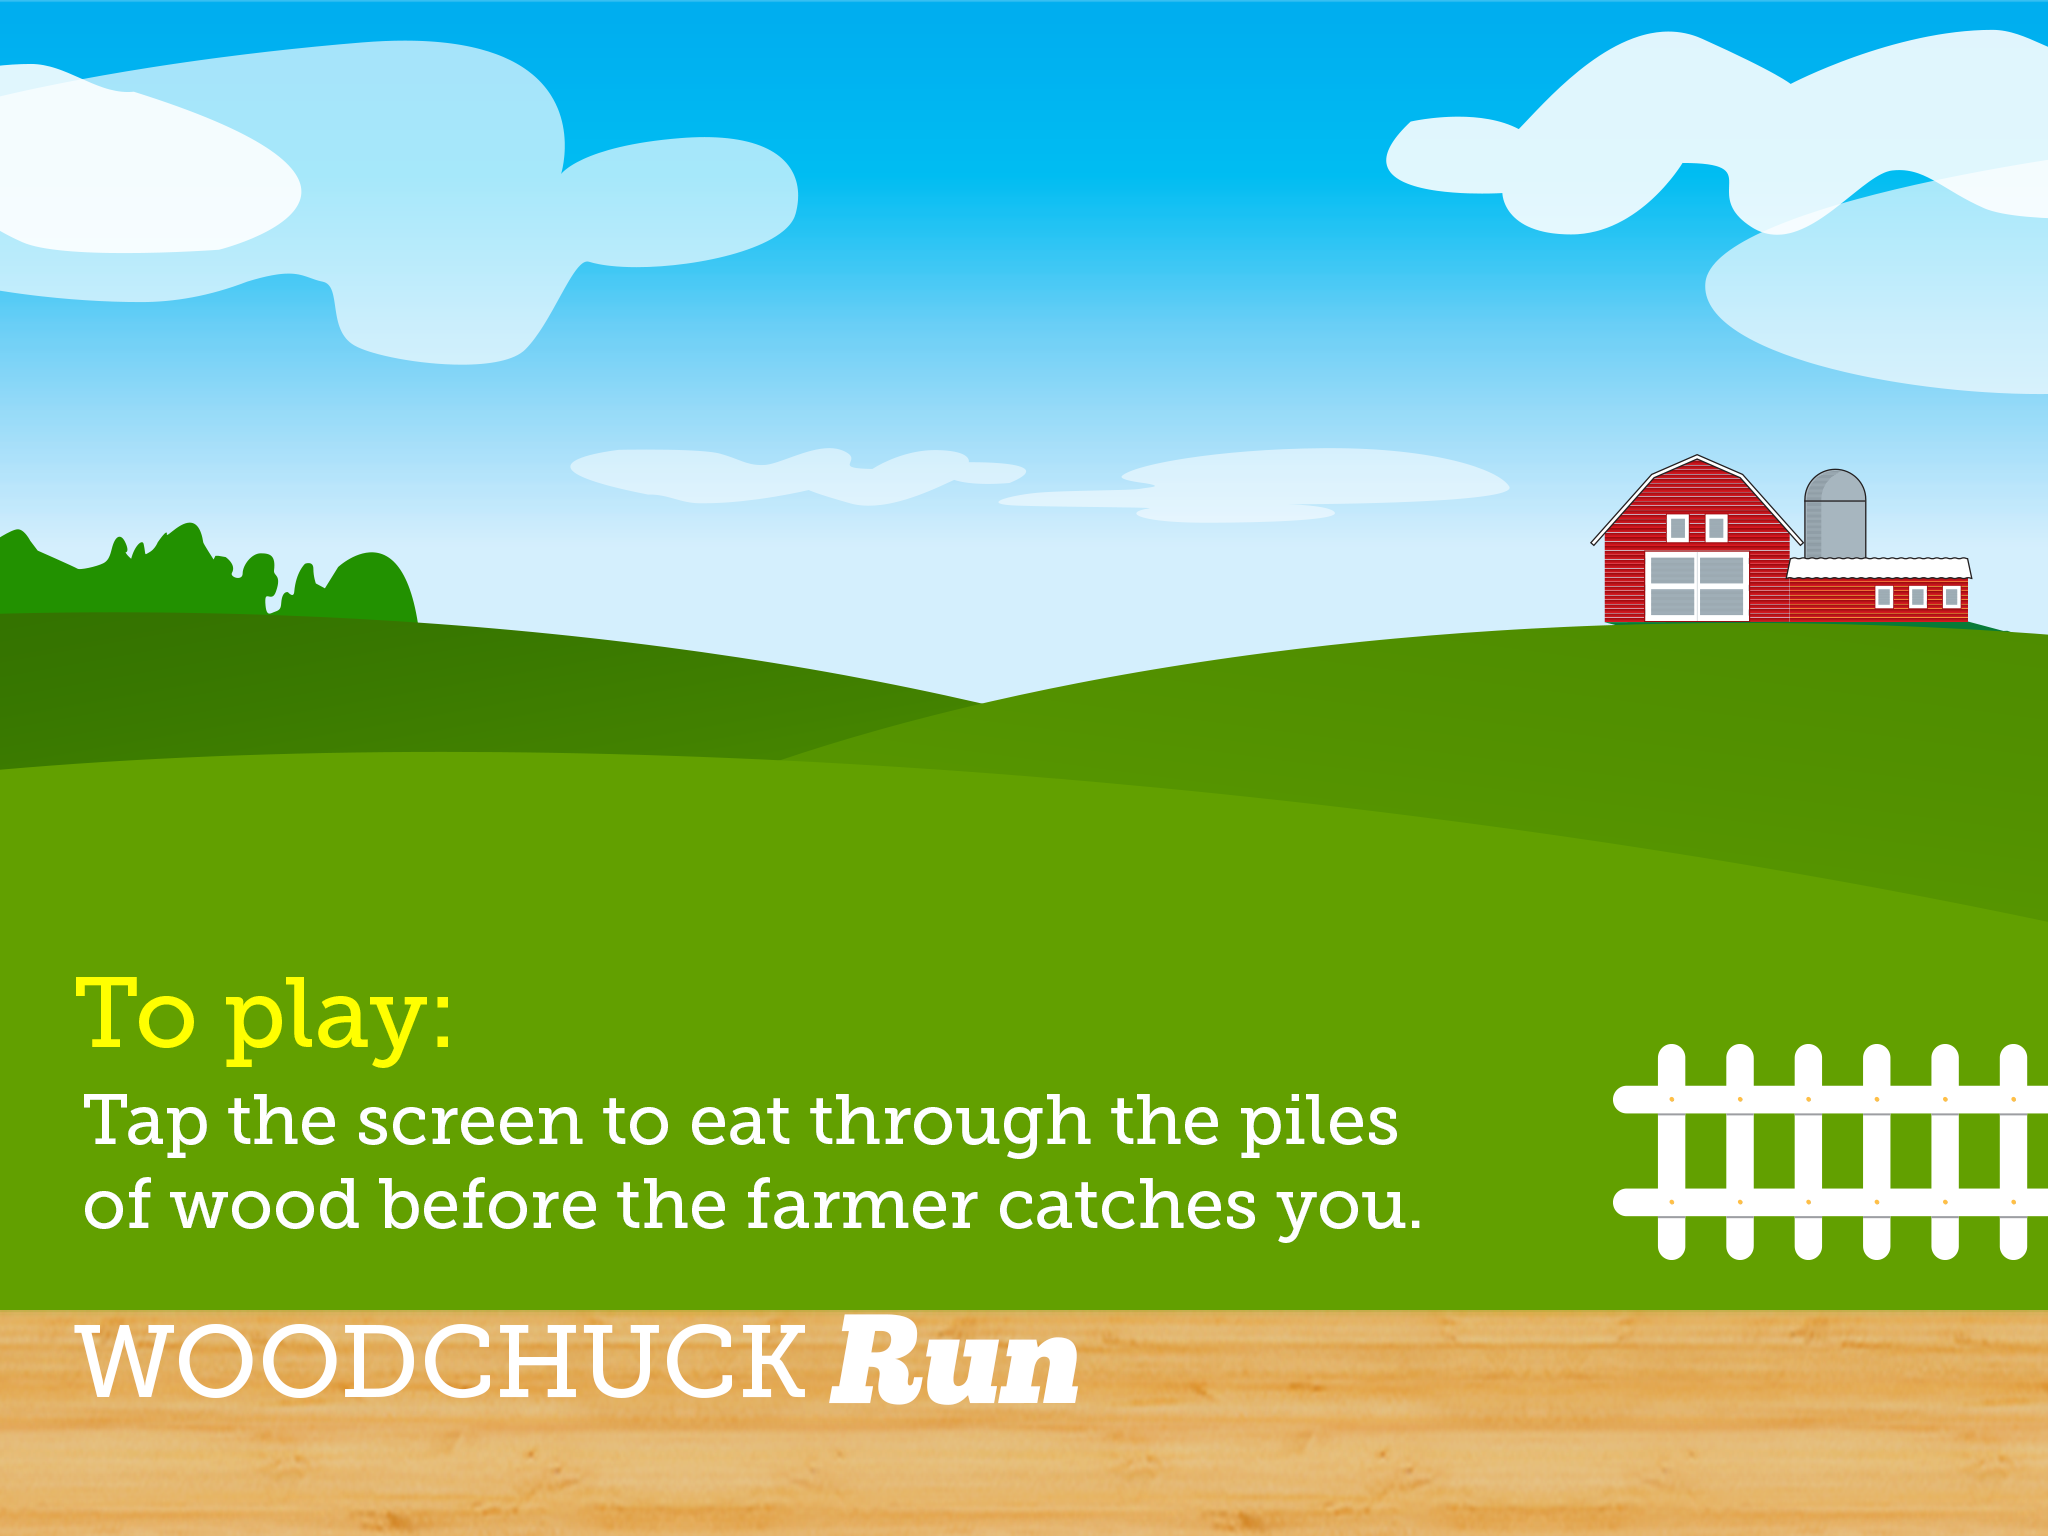 To play:
Tap the screen to eat through the piles
of wood before the farmer catches you.
WOODCHUCK Run